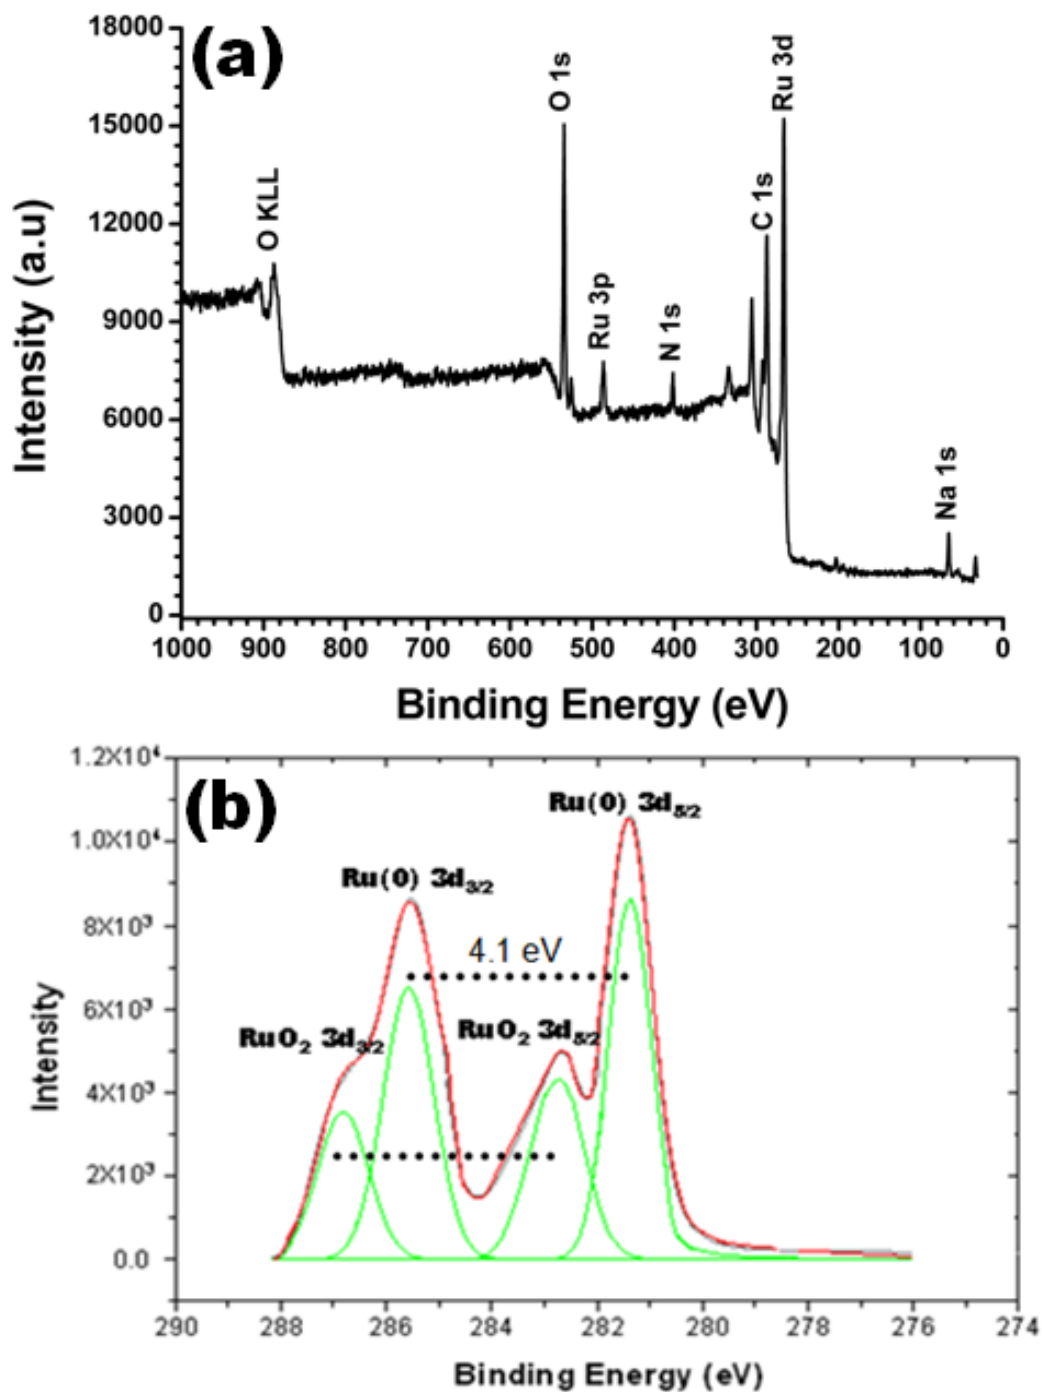 (a)
18000
15000
12000
9000
6000
3000
0
Intensity (a.u)
O KLL
O 1s
Ru 3p
N 1s
C 1s
Ru 3d
Na 1s
1000 900 800 700 600 500 400 300 200 100 0
Binding Energy (eV)
(b)
1.2X10⁴
1.0X10⁴
8X10³
6X10³
4X10³
2X10³
0.0
Intensity
Ru(0) 3d₅/₂
Ru(0) 3d₃/₂
4.1 eV
RuO₂ 3d₃/₂
RuO₂ 3d₅/₂
290 288 286 284 282 280 278 276 274
Binding Energy (eV)